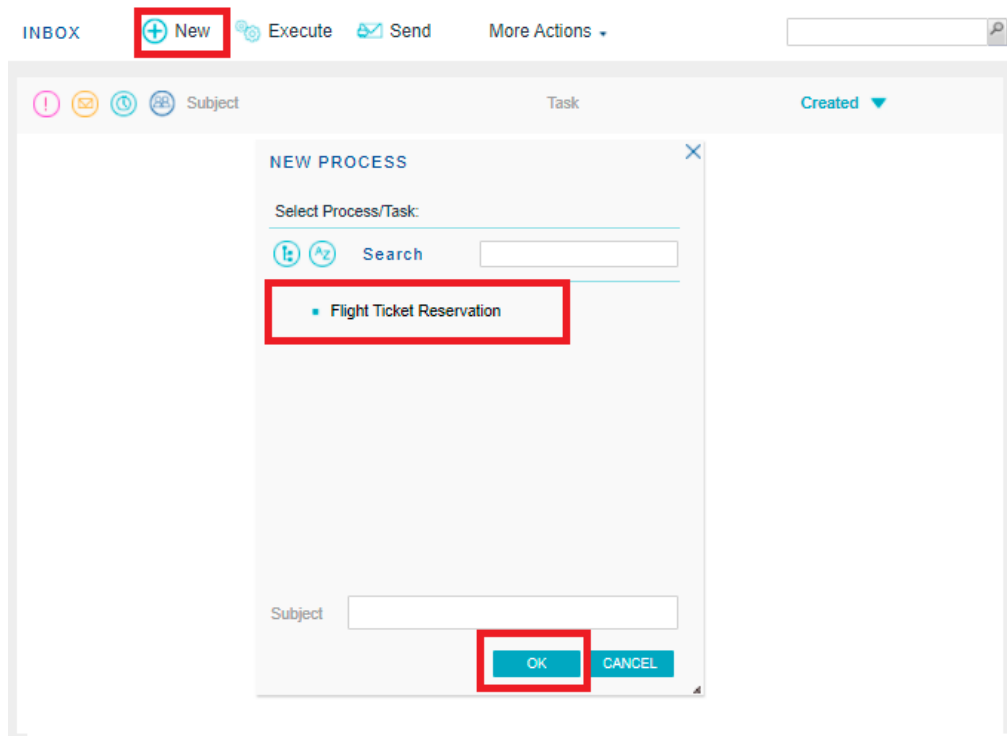 INBOX New Execute Send More Actions
Subject Task Created
NEW PROCESS
Select Process/Task:
AZ Search
Flight Ticket Reservation
Subject
OK CANCEL